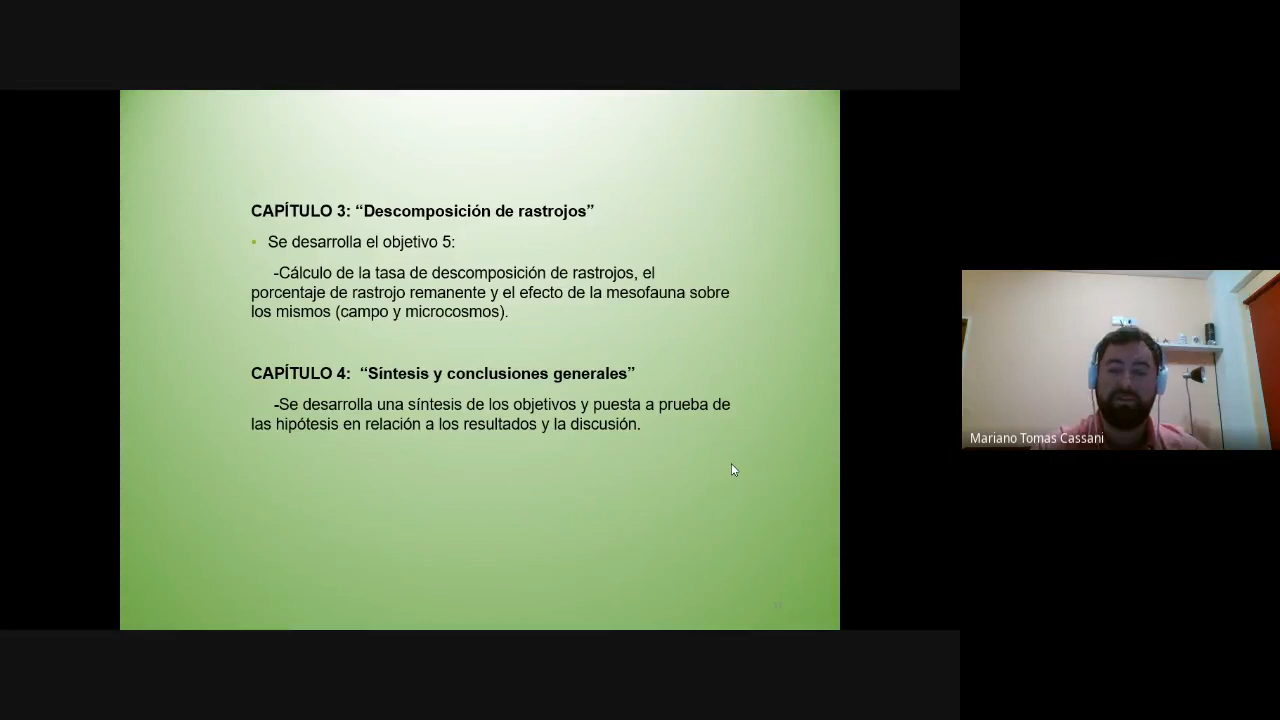 CAPÍTULO 3: “Descomposición de rastrojos”
Se desarrolla el objetivo 5:
-Cálculo de la tasa de descomposición de rastrojos, el
porcentaje de rastrojo remanente y el efecto de la mesofauna sobre
los mismos (campo y microcosmos).
CAPÍTULO 4: “Síntesis y conclusiones generales”
-Se desarrolla una síntesis de los objetivos y puesta a prueba de
las hipótesis en relación a los resultados y la discusión.
Mariano Tomas Cassani